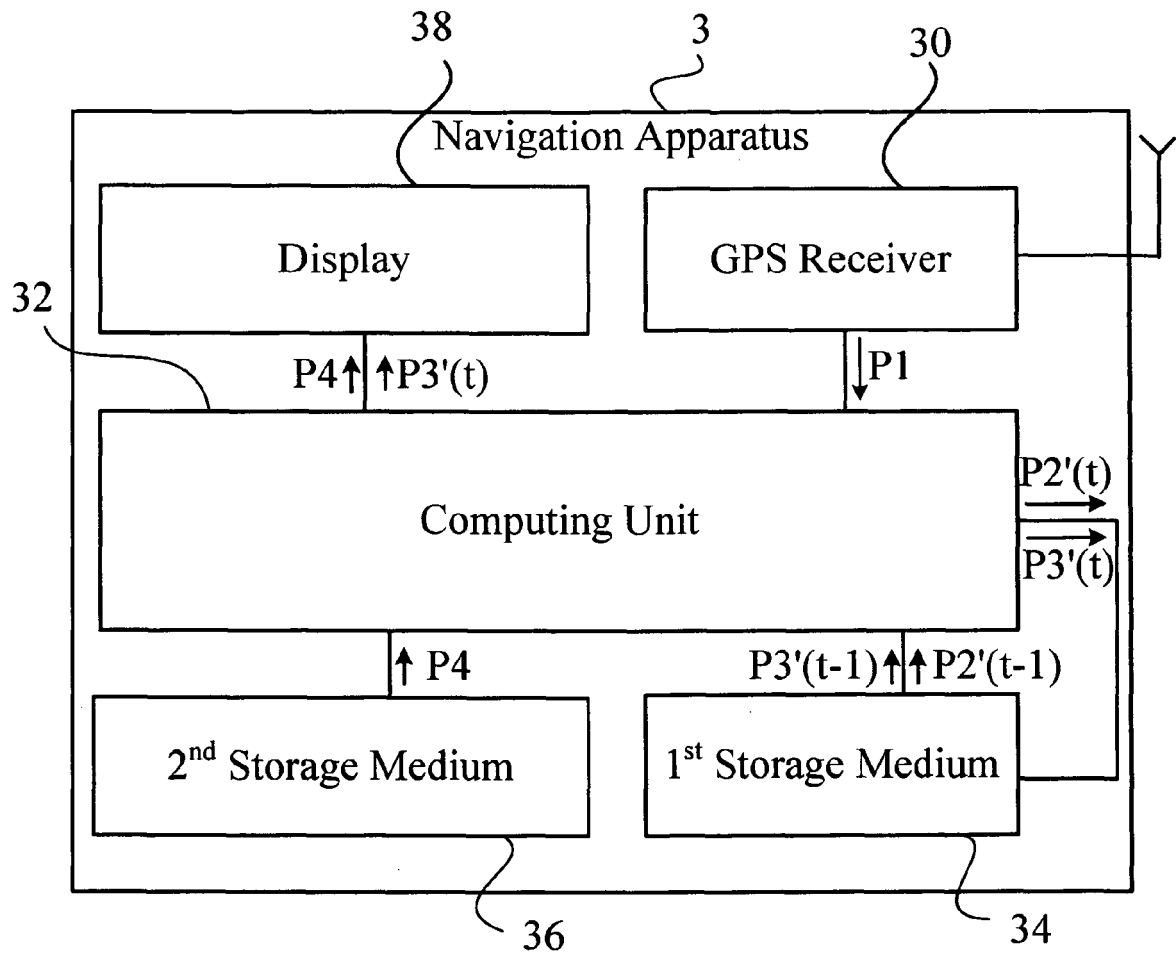 38
3
30
Navigation Apparatus
Display
GPS Receiver
32
P4 P3'(t)
P1
Computing Unit
P2'(t)
P3'(t)
P4
P3'(t-1) P2'(t-1)
2nd Storage Medium
1st Storage Medium
36
34